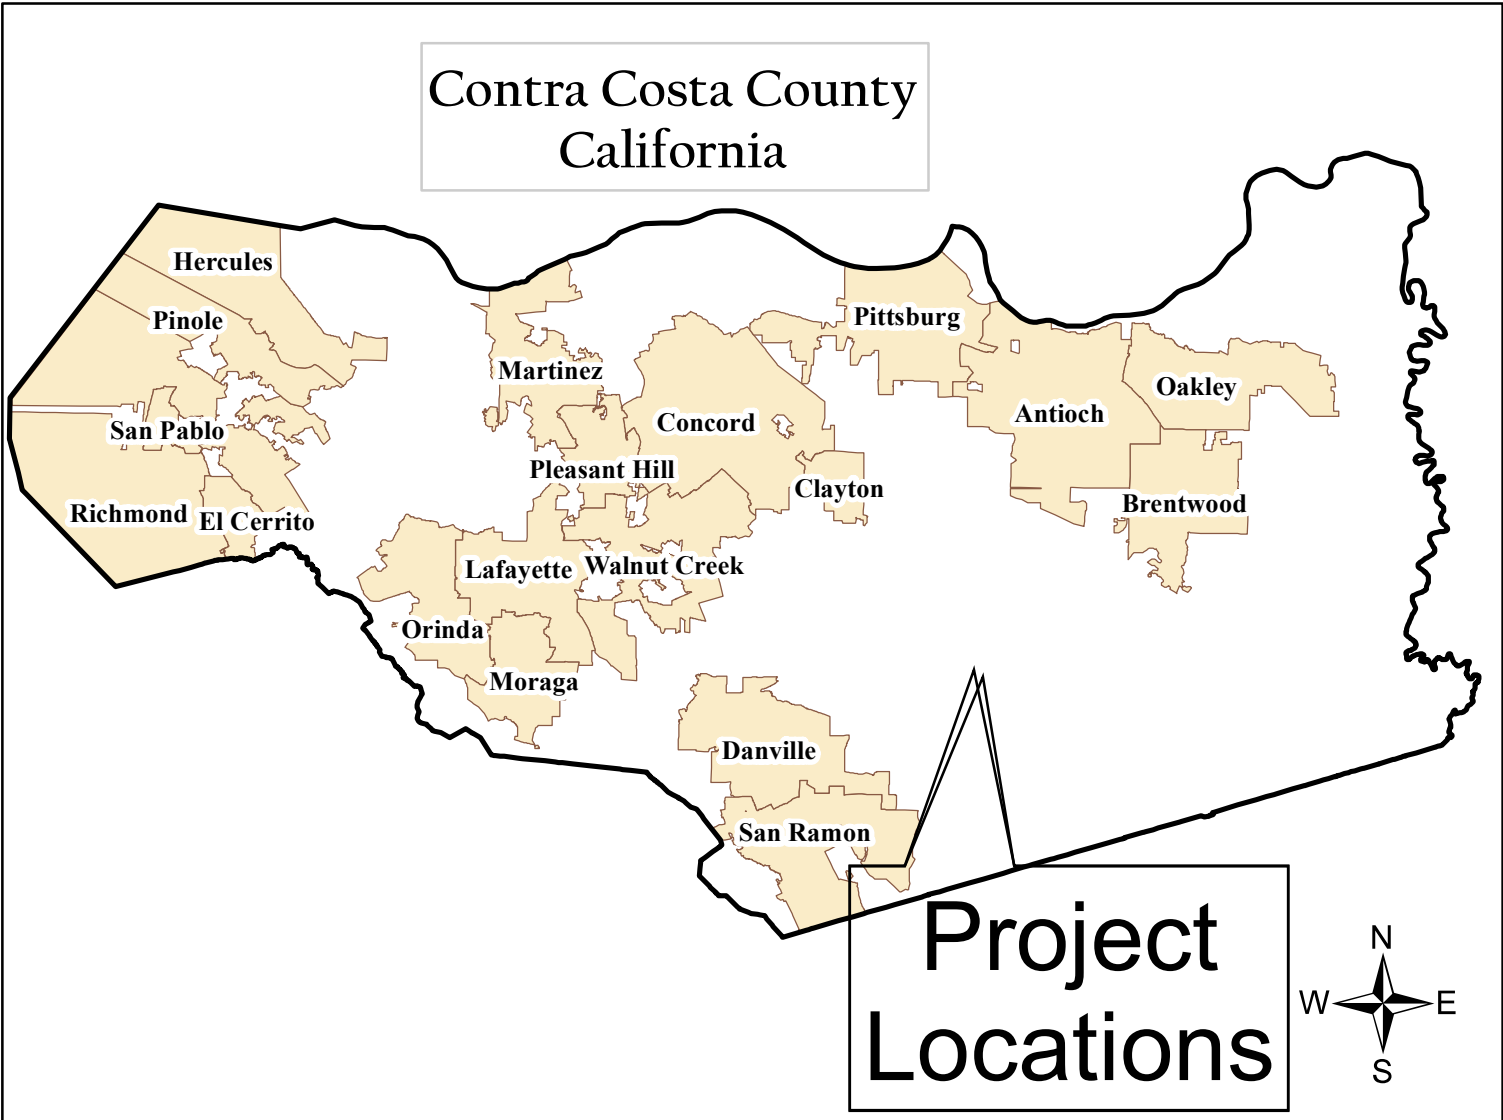 Contra Costa County
California
Hercules
Pinole
Pittsburg
Martinez
Oakley
Antioch
Concord
San Pablo
Pleasant Hill
Clayton
Brentwood
Richmond
El Cerrito
Lafayette
Walnut Creek
Orinda
Moraga
Danville
San Ramon
Project
Locations
N
W
E
S